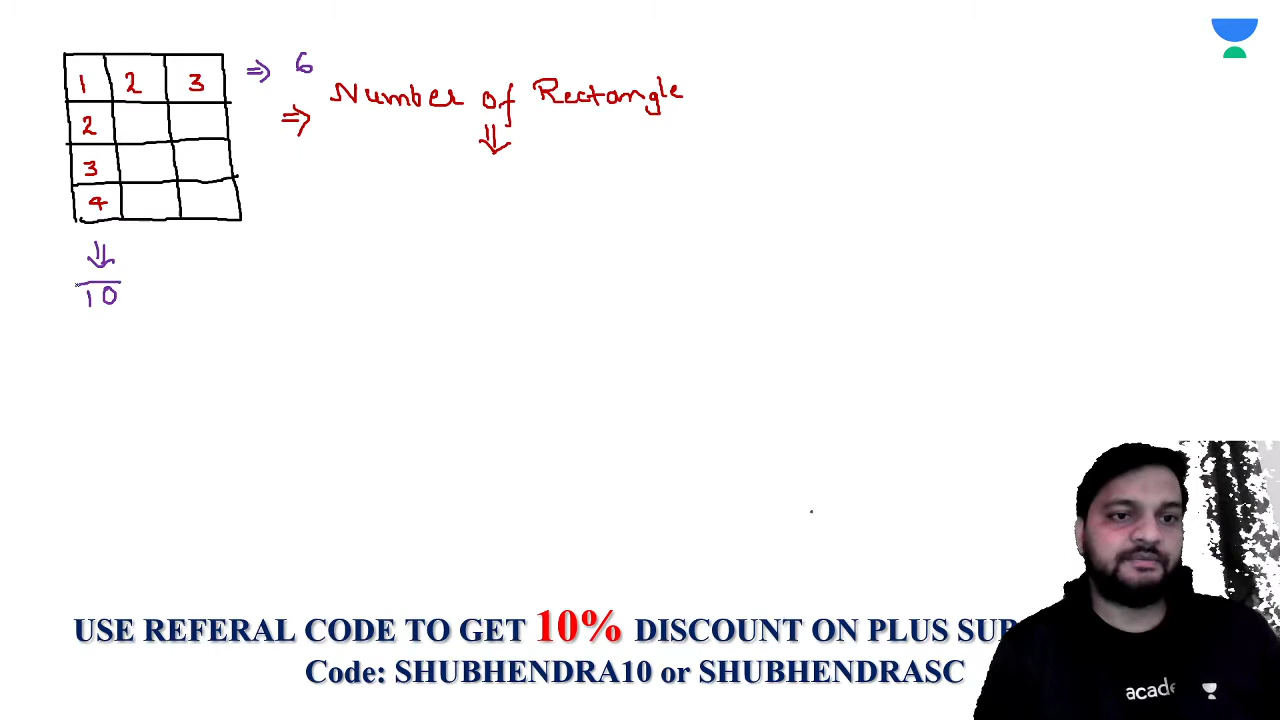 1 2 3 ⇒ 6
⇒ Number of Rectangle
⇓
2
3
4
⇓
10
USE REFERAL CODE TO GET 10% DISCOUNT ON PLUS SUB
Code: SHUBHENDRA10 or SHUBHENDRASC
acade